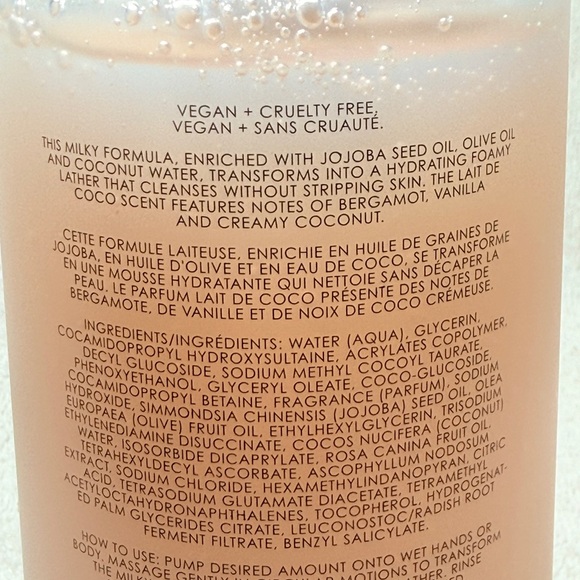 VEGAN + CRUELTY FREE,
VEGAN + SANS CRUAUTÉ.
THIS MILKY FORMULA, ENRICHED WITH JOJOBA SEED OIL, OLIVE OIL
AND COCONUT WATER, TRANSFORMS INTO A HYDRATING FOAMY
LATHER THAT CLEANSES WITHOUT STRIPPING SKIN. THE LAIT DE
COCO SCENT FEATURES NOTES OF BERGAMOT, VANILLA
AND CREAMY COCONUT.
CETTE FORMULE LAITEUSE, ENRICHIE EN HUILE DE GRAINES DE
JOJOBA, EN HUILE D'OLIVE ET EN EAU DE COCO, SE TRANSFORME
EN UNE MOUSSE HYDRATANTE QUI NETTOIE SANS DÉCAPER LA
PEAU. LE PARFUM LAIT DE COCO PRÉSENTE DES NOTES DE
BERGAMOTE, DE VANILLE ET DE NOIX DE COCO CRÉMEUSE.
INGREDIENTS/INGRÉDIENTS: WATER (AQUA), GLYCERIN,
COCAMIDOPROPYL HYDROXYSULTAINE, ACRYLATES COPOLYMER,
DECYL GLUCOSIDE, SODIUM METHYL COCOYL TAURATE,
PHENOXYETHANOL, GLYCERYL OLEATE, COCO-GLUCOSIDE,
COCAMIDOPROPYL BETAINE, FRAGRANCE (PARFUM), SODIUM
HYDROXIDE, SIMMONDSIA CHINENSIS (JOJOBA) SEED OIL, OLEA
EUROPAEA (OLIVE) FRUIT OIL, ETHYLHEXYLGLYCERIN, TRISODIUM
ETHYLENEDIAMINE DISUCCINATE, COCOS NUCIFERA (COCONUT)
WATER, ISOSORBIDE DICAPRYLATE, ROSA CANINA FRUIT OIL,
TETRAHEXYLDECYL ASCORBATE, ASCOPHYLLUM NODOSUM
EXTRACT, SODIUM CHLORIDE, HEXAMETHYLINDANOPYRAN, CITRIC
ACID, TETRASODIUM GLUTAMATE DIACETATE, TETRAMETHYL
ACETYLOCTAHYDRONAPHTHALENES, TOCOPHEROL, HYDROGENAT-
ED PALM GLYCERIDES CITRATE, LEUCONOSTOC/RADISH ROOT
FERMENT FILTRATE, BENZYL SALICYLATE.
HOW TO USE: PUMP DESIRED AMOUNT ONTO WET HANDS OR
BODY. MASSAGE GENTLY IN CIRCULAR MOTIONS TO TRANSFORM
THE MILKY LATHER. RINSE